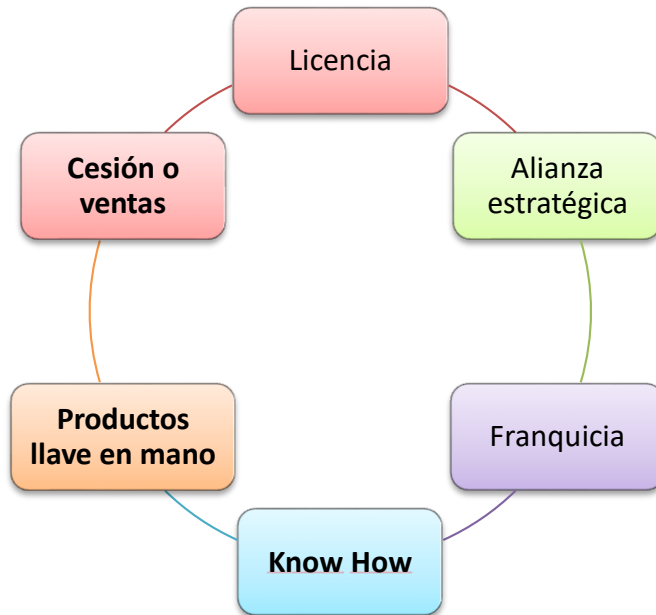 Licencia
Alianza
estratégica
Franquicia
Know How
Productos
llave en mano
Cesión o
ventas